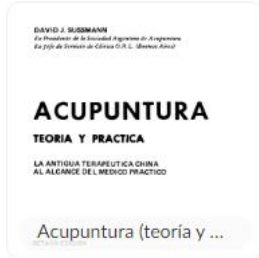 DAVID J. SUSSMANN
Ex Presidente de la Sociedad Argentina de Acupuntura
Ex Jefe de Servicio de Clínica O.N.L. (Buenos Aires)
ACUPUNTURA
TEORIA Y PRACTICA
LA ANTIGUA TERAPEUTICA CHINA
AL ALCANCE DEL MEDICO PRACTICO
Acupuntura (teoría y ...